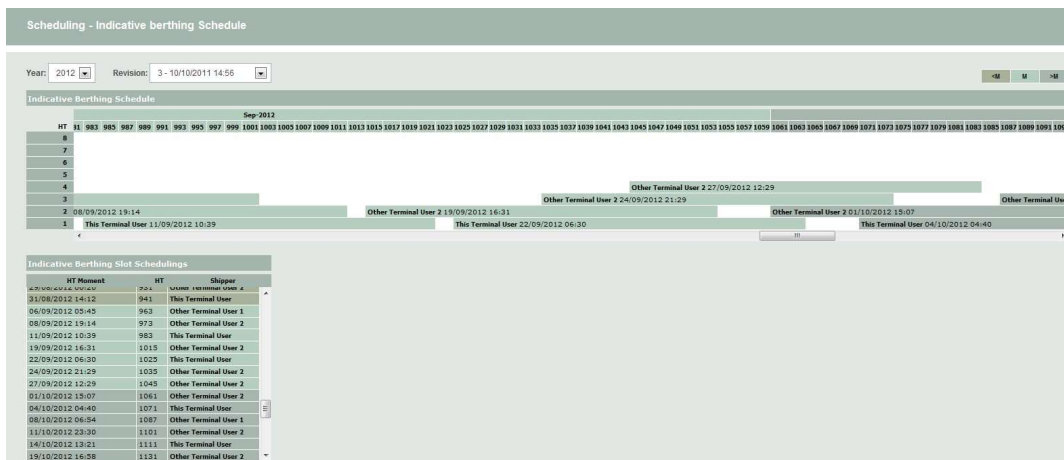 Scheduling - Indicative berthing Schedule
Year: 2012 Revision: 3 - 10/10/2011 14:56
<M M >M
Indicative Berthing Schedule
Sep-2012
HT 981 983 985 987 989 991 993 995 997 999 1001 1003 1005 1007 1009 1011 1013 1015 1017 1019 1021 1023 1025 1027 1029 1031 1033 1035 1037 1039 1041 1043 1045 1047 1049 1051 1053 1055 1057 1059 1061 1063 1065 1067 1069 1071 1073 1075 1077 1079 1081 1083 1085 1087 1089 1091
8
7
6
5
4 Other Terminal User 2 27/09/2012 12:29
3 Other Terminal User 2 24/09/2012 21:29 Other Terminal Use
2 08/09/2012 19:14 Other Terminal User 2 19/09/2012 16:31 Other Terminal User 2 01/10/2012 15:07
1 This Terminal User 11/09/2012 10:39 This Terminal User 22/09/2012 06:30 This Terminal User 04/10/2012 04:40
Indicative Berthing Slot Schedulings
HT Moment HT Shipper
31/08/2012 14:12 941 This Terminal User
06/09/2012 05:45 963 Other Terminal User 1
08/09/2012 19:14 973 Other Terminal User 2
11/09/2012 10:39 983 This Terminal User
19/09/2012 16:31 1015 Other Terminal User 2
22/09/2012 06:30 1025 This Terminal User
24/09/2012 21:29 1035 Other Terminal User 2
27/09/2012 12:29 1045 Other Terminal User 2
01/10/2012 15:07 1061 Other Terminal User 2
04/10/2012 04:40 1071 This Terminal User
08/10/2012 06:54 1087 Other Terminal User 1
11/10/2012 23:30 1101 Other Terminal User 2
14/10/2012 13:21 1111 This Terminal User
19/10/2012 16:58 1131 Other Terminal User 2